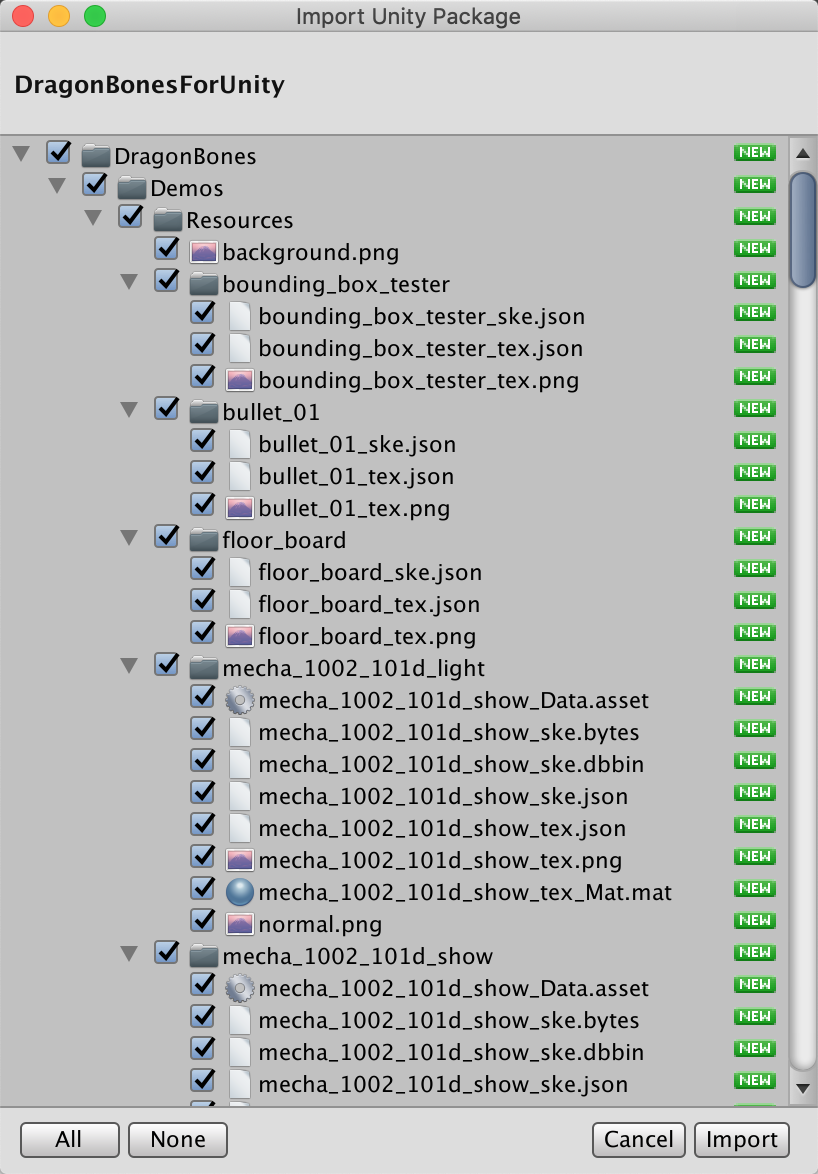 Import Unity Package
DragonBonesForUnity
DragonBones NEW
Demos NEW
Resources NEW
background.png NEW
bounding_box_tester NEW
bounding_box_tester_ske.json NEW
bounding_box_tester_tex.json NEW
bounding_box_tester_tex.png NEW
bullet_01 NEW
bullet_01_ske.json NEW
bullet_01_tex.json NEW
bullet_01_tex.png NEW
floor_board NEW
floor_board_ske.json NEW
floor_board_tex.json NEW
floor_board_tex.png NEW
mecha_1002_101d_light NEW
mecha_1002_101d_show_Data.asset NEW
mecha_1002_101d_show_ske.bytes NEW
mecha_1002_101d_show_ske.dbbin NEW
mecha_1002_101d_show_ske.json NEW
mecha_1002_101d_show_tex.json NEW
mecha_1002_101d_show_tex.png NEW
mecha_1002_101d_show_tex_Mat.mat NEW
normal.png NEW
mecha_1002_101d_show NEW
mecha_1002_101d_show_Data.asset NEW
mecha_1002_101d_show_ske.bytes NEW
mecha_1002_101d_show_ske.dbbin NEW
mecha_1002_101d_show_ske.json NEW
All None Cancel Import